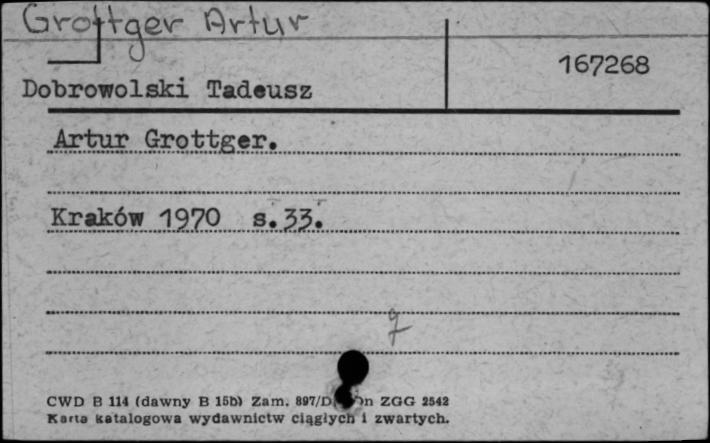 Grottger Artur
167268
Dobrowolski Tadeusz
Artur Grottger.
Kraków 1970 s.33.
CWD B 114 (dawny B 15b) Zam. 897/D ZGG 2542
Karta katalogowa wydawnictw ciągłych i zwartych.